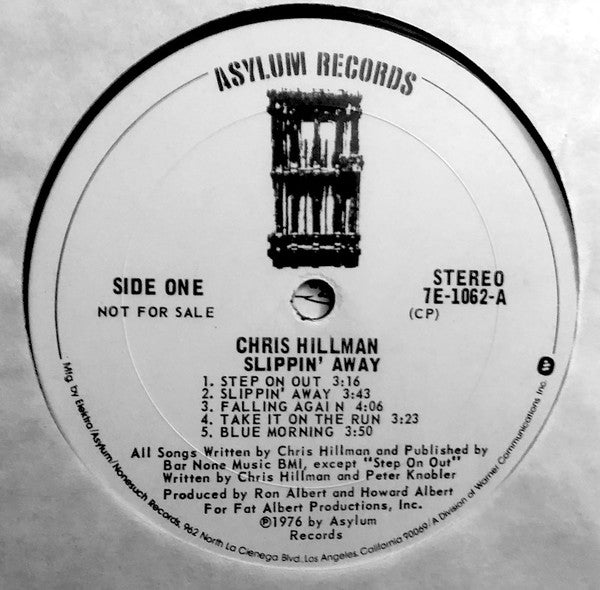 ASYLUM RECORDS
SIDE ONE
NOT FOR SALE
STEREO
7E-1062-A
(CP)
CHRIS HILLMAN
SLIPPIN' AWAY
1. STEP ON OUT 3:16
2. SLIPPIN' AWAY 3:43
3. FALLING AGAIN 4:06
4. TAKE IT ON THE RUN 3:23
5. BLUE MORNING 3:50
All Songs Written by Chris Hillman and Published by
Bar None Music BMI, except "Step On Out"
Written by Chris Hillman and Peter Knobler
Produced by Ron Albert and Howard Albert
For Fat Albert Productions, Inc.
℗1976 by Asylum
Records
Mfg. by Elektra/Asylum/Nonesuch Records, 962 North La Cienega Blvd., Los Angeles, California 90069/A Division of Warner Communications Inc.